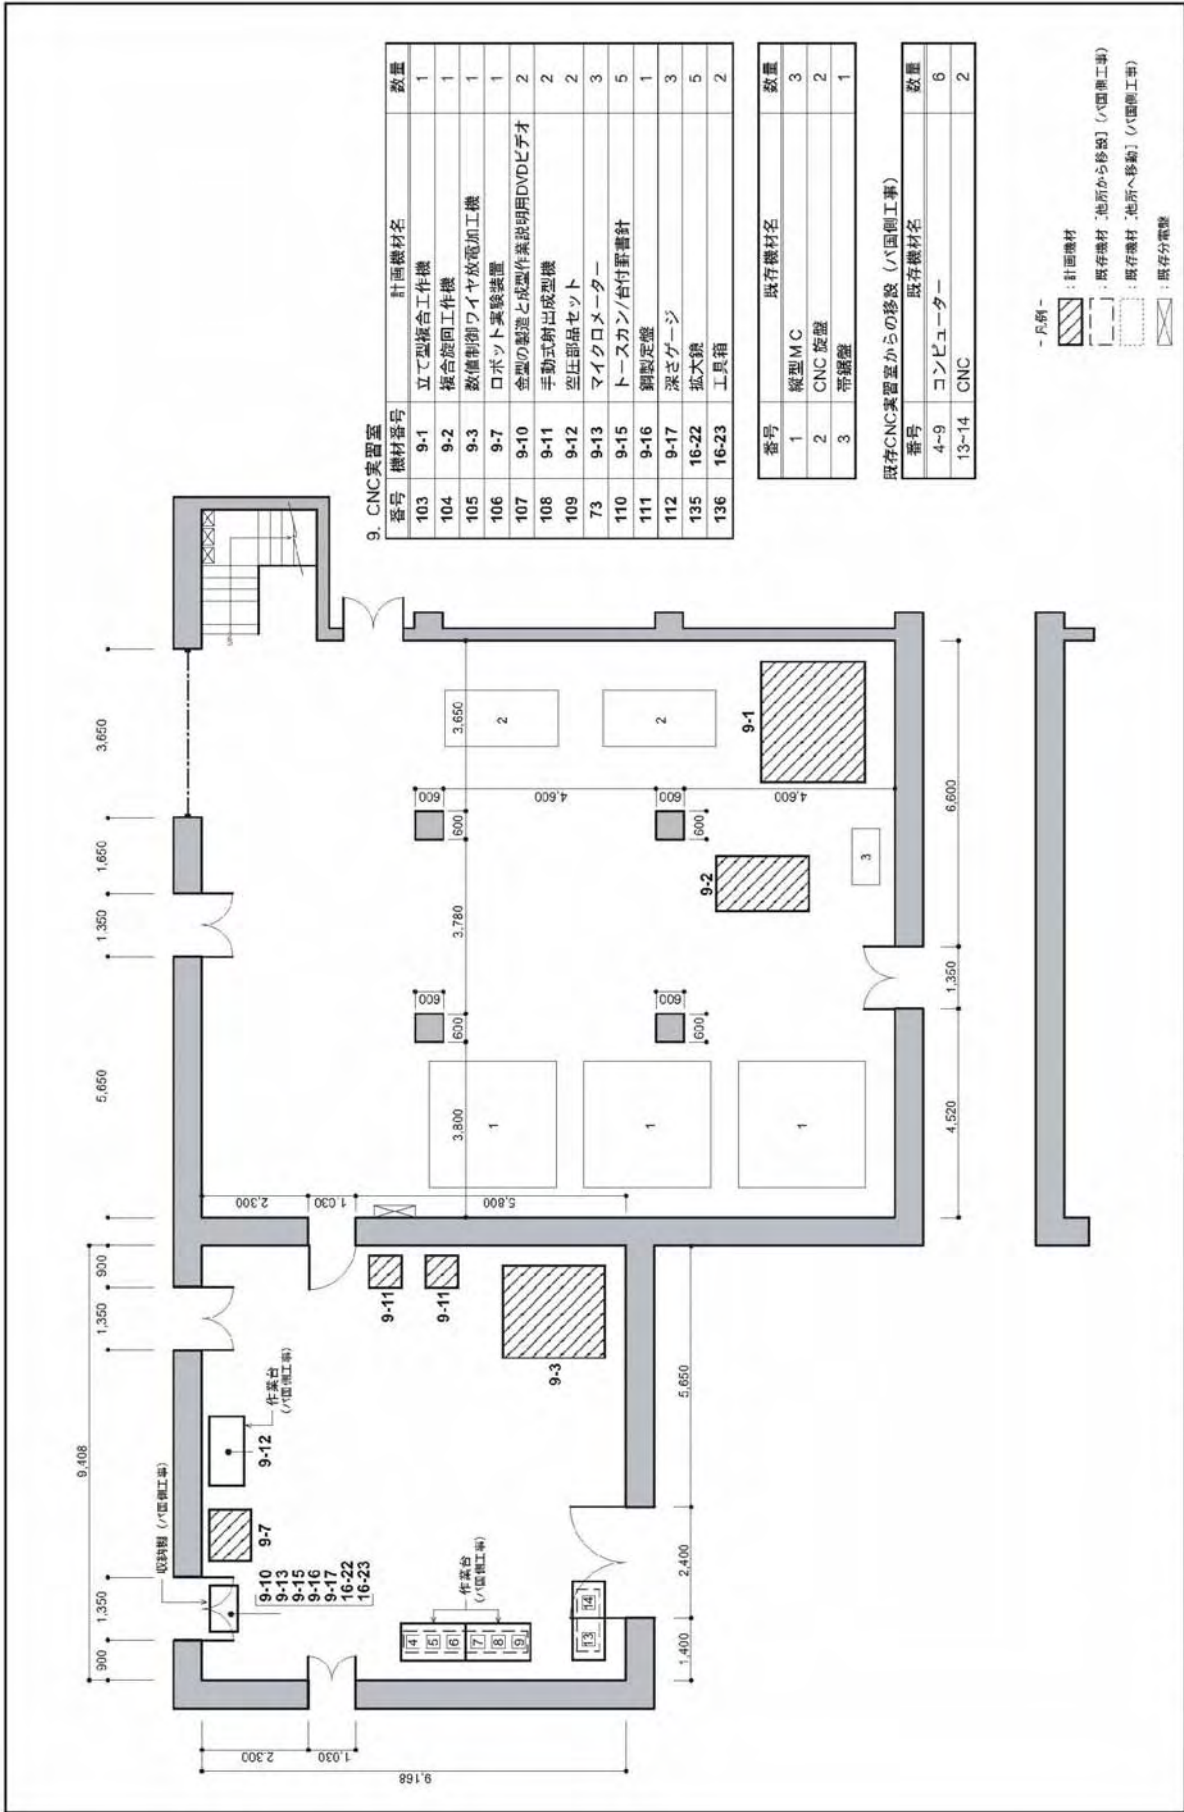 9. CNC実習室
番号 機材番号 計画機材名 数量
103 9-1 立て型複合工作機 1
104 9-2 複合旋回工作機 1
105 9-3 数値制御ワイヤ放電加工機 1
106 9-7 ロボット実験装置 1
107 9-10 金型の製造と成型作業説明用DVDビデオ 2
108 9-11 手動式射出成型機 2
109 9-12 空圧部品セット 2
73 9-13 マイクロメーター 3
110 9-15 トースカン/台付罫書針 5
111 9-16 鋼製定盤 1
112 9-17 深さゲージ 3
135 16-22 拡大鏡 5
136 16-23 工具箱 2
番号 既存機材名 数量
1 縦型MC 3
2 CNC 旋盤 2
3 帯鋸盤 1
既存CNC実習室からの移設 (パ国側工事)
番号 既存機材名 数量
4~9 コンピューター 6
13~14 CNC 2
- 凡例 -
: 計画機材
: 既存機材 [他所から移設] (パ国側工事)
: 既存機材 [他所へ移動] (パ国側工事)
: 既存分電盤
9,408
900
1,350
1,350
900
5,650
1,350
1,650
3,650
収納棚 (パ国側工事)
作業台
(パ国側工事)
9-7
9-12
9-10
9-13
9-15
9-16
9-17
16-22
16-23
9-11
9-11
9-3
作業台
(パ国側工事)
4
5
6
7
8
9
13
14
2,300
1,030
9,168
1,400
2,400
5,650
2,300
1,030
5,800
3,800
3,780
3,650
600
600
600
600
600
600
600
600
4,600
4,600
1
1
1
2
2
3
9-1
9-2
4,520
1,350
6,600